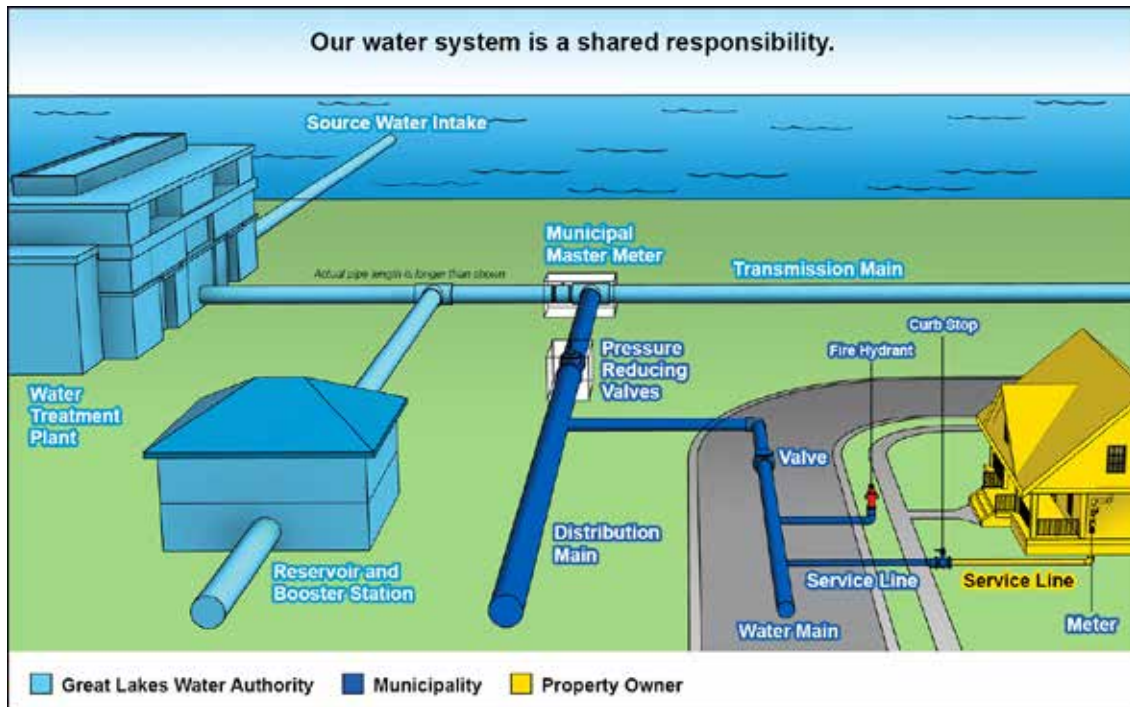 Our water system is a shared responsibility.
Source Water Intake
Municipal
Master Meter
Transmission Main
Actual pipe length is longer than shown
Curb Stop
Fire Hydrant
Pressure
Reducing
Valves
Water
Treatment
Plant
Valve
Distribution
Main
Reservoir and
Booster Station
Service Line
Service Line
Water Main
Meter
Great Lakes Water Authority
Municipality
Property Owner